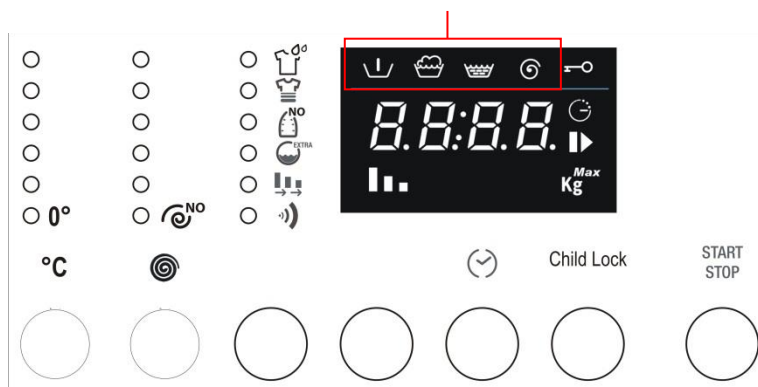 NO
EXTRA
8.8:8.8.
Max
Kg
0°
NO
°C
Child Lock
START
STOP